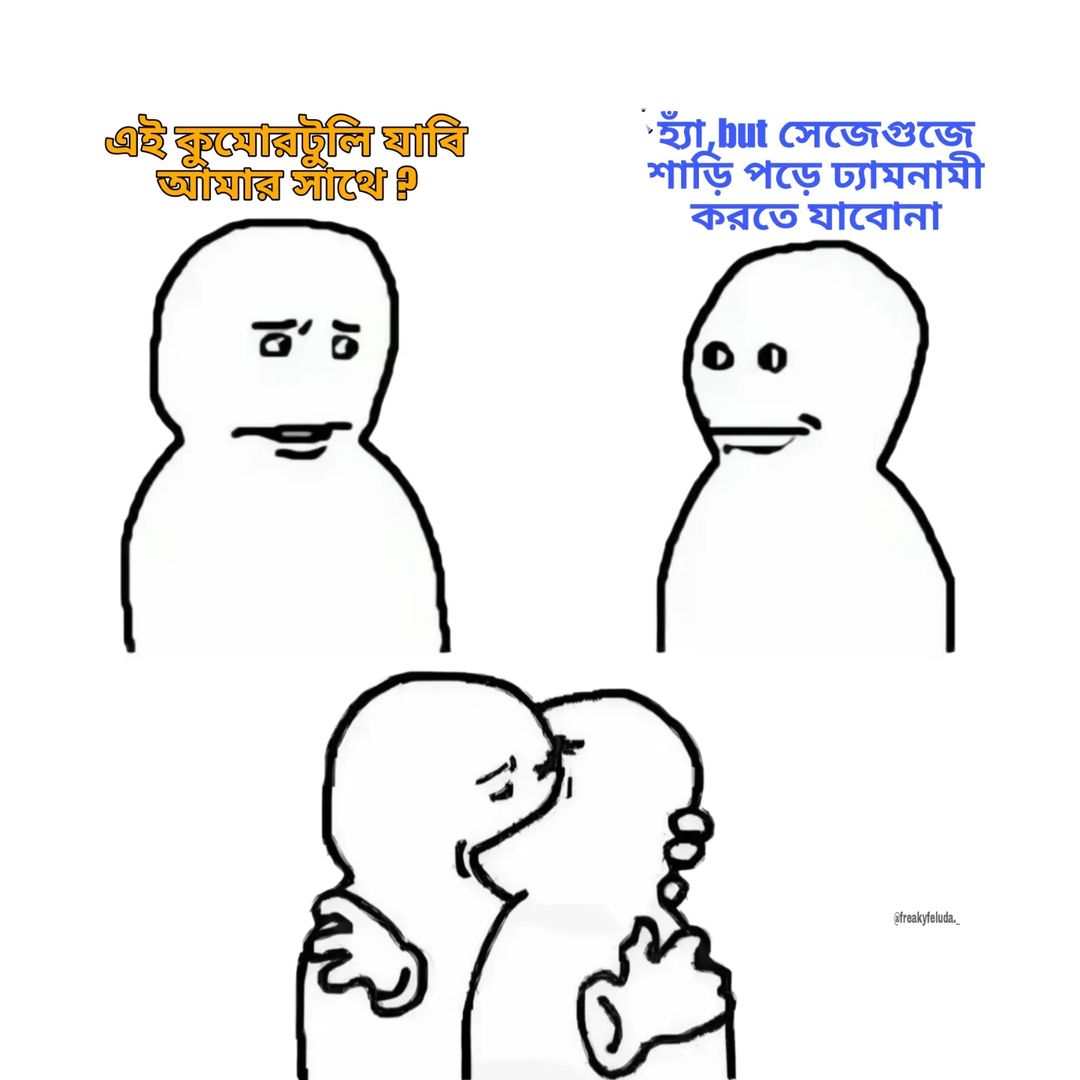 এই কুমোরটুলি যাবি
আমার সাথে ?
হ্যাঁ,but সেজেগুজে
শাড়ি পড়ে ঢ্যামনামী
করতে যাবোনা
@freakyfeluda._